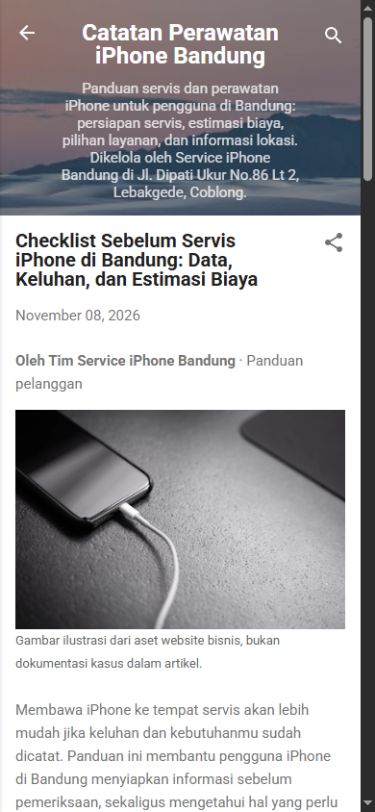 Catatan Perawatan
iPhone Bandung
Panduan servis dan perawatan
iPhone untuk pengguna di Bandung:
persiapan servis, estimasi biaya,
pilihan layanan, dan informasi lokasi.
Dikelola oleh Service iPhone
Bandung di Jl. Dipati Ukur No.86 Lt 2,
Lebakgede, Coblong.
Checklist Sebelum Servis
iPhone di Bandung: Data,
Keluhan, dan Estimasi Biaya
November 08, 2026
Oleh Tim Service iPhone Bandung · Panduan
pelanggan
Gambar ilustrasi dari aset website bisnis, bukan
dokumentasi kasus dalam artikel.
Membawa iPhone ke tempat servis akan lebih
mudah jika keluhan dan kebutuhanmu sudah
dicatat. Panduan ini membantu pengguna iPhone
di Bandung menyiapkan informasi sebelum
pemeriksaan, sekaligus mengetahui hal yang perlu